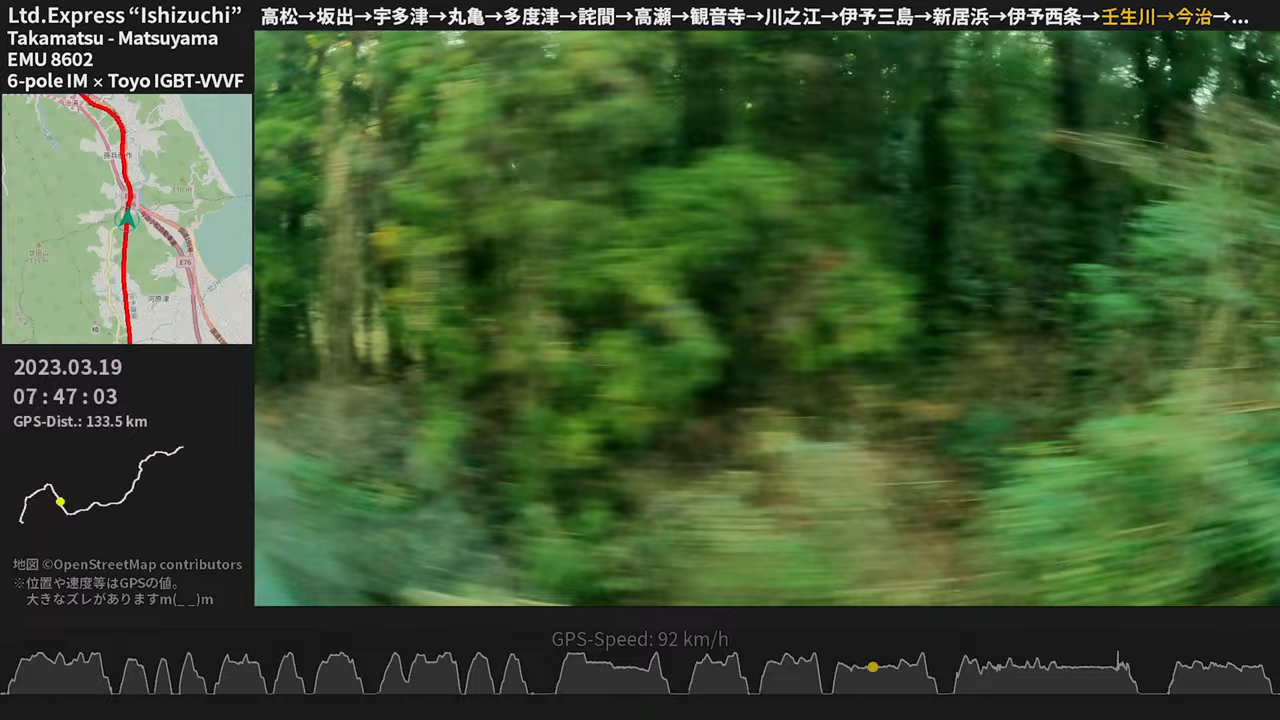 Ltd.Express “Ishizuchi”
Takamatsu - Matsuyama
EMU 8602
6-pole IM × Toyo IGBT-VVVF
高松→坂出→宇多津→丸亀→多度津→詫間→高瀬→観音寺→川之江→伊予三島→新居浜→伊予西条→壬生川→今治→...
E76
河原津
2023.03.19
07:47:03
GPS-Dist.: 133.5 km
地図 ©OpenStreetMap contributors
※位置や速度等はGPSの値。
大きなズレがありますm(_ _)m
GPS-Speed: 92 km/h